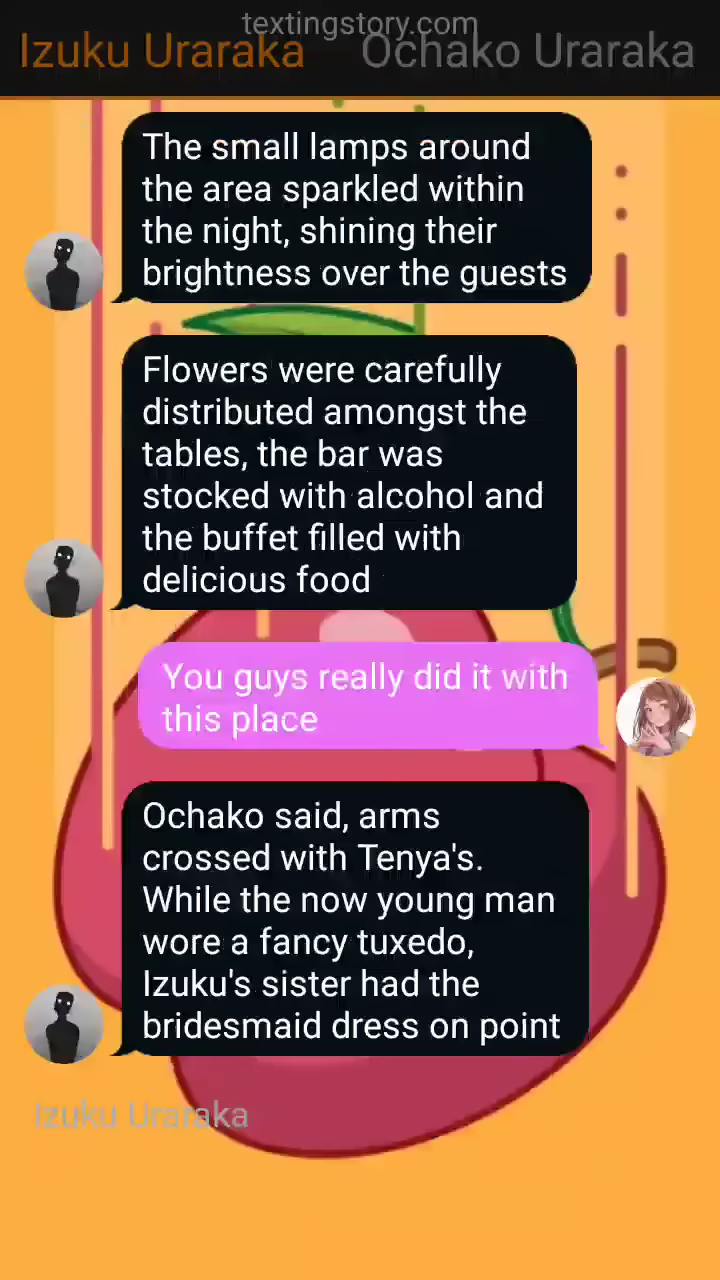 textingstory.com
Izuku Uraraka
Ochako Uraraka
The small lamps around
the area sparkled within
the night, shining their
brightness over the guests
Flowers were carefully
distributed amongst the
tables, the bar was
stocked with alcohol and
the buffet filled with
delicious food
You guys really did it with
this place
Ochako said, arms
crossed with Tenya's.
While the now young man
wore a fancy tuxedo,
Izuku's sister had the
bridesmaid dress on point
Izuku Uraraka